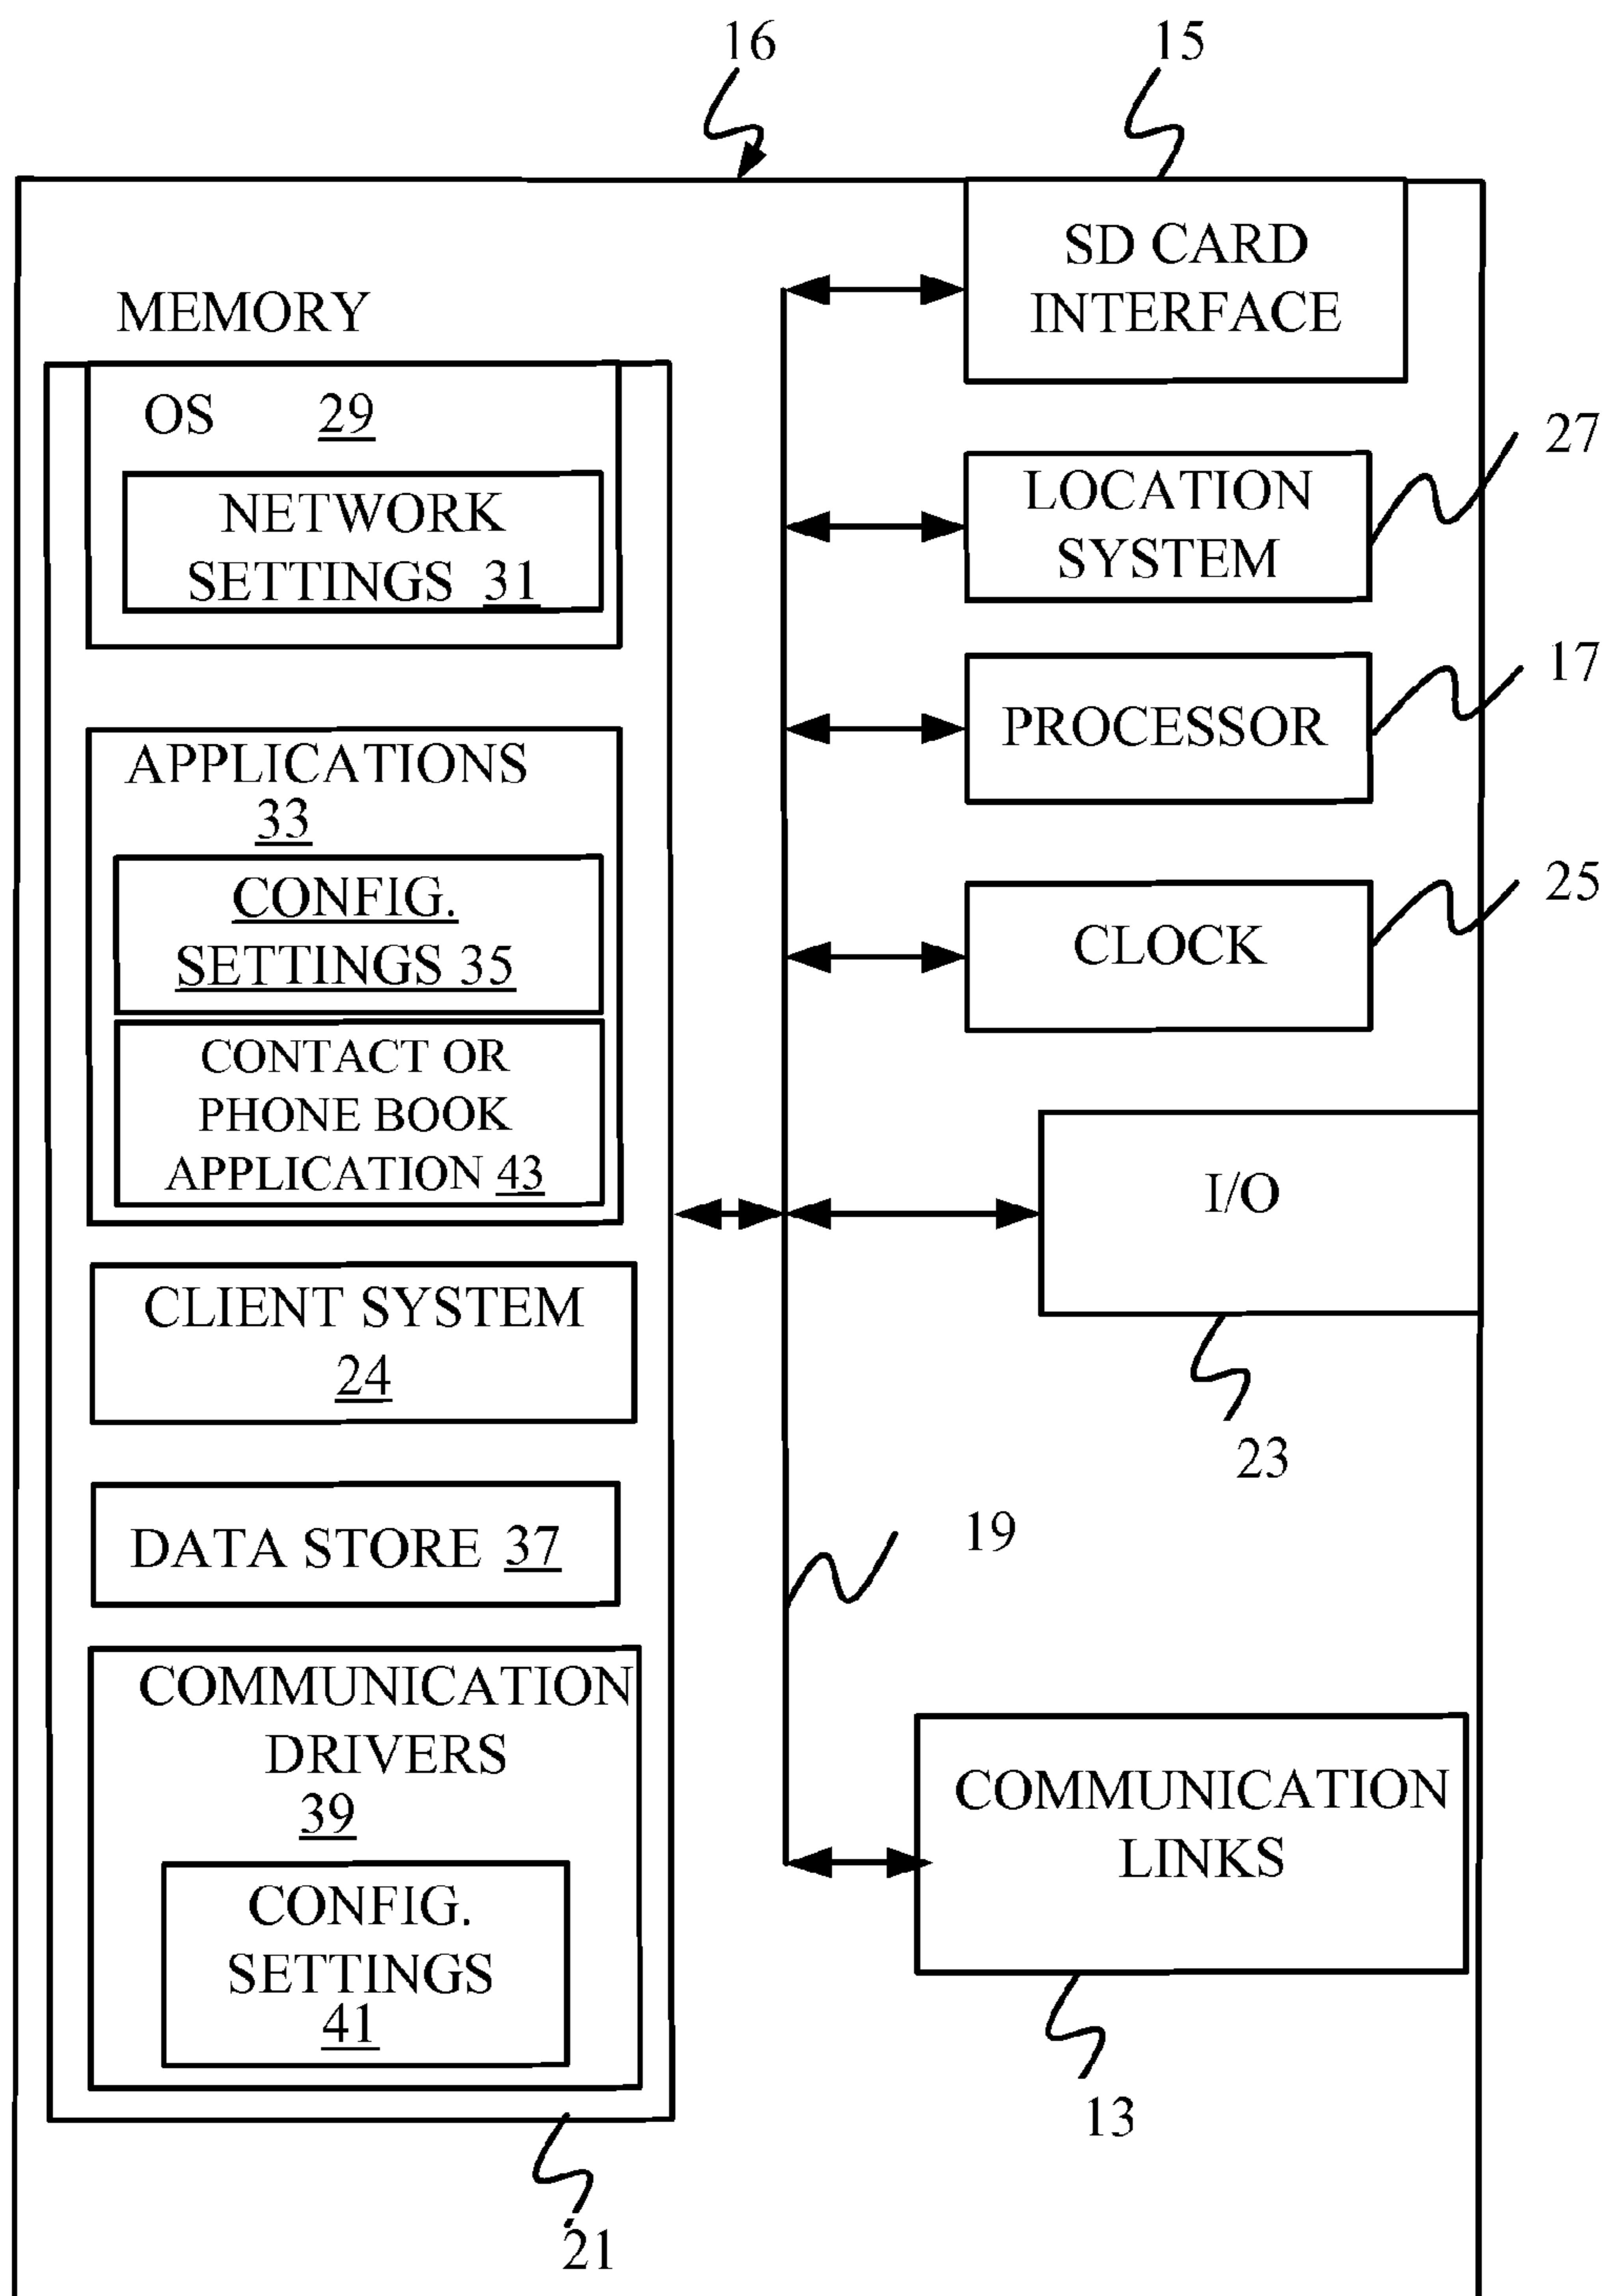 16
15
SD CARD
INTERFACE
MEMORY
OS 29
NETWORK
SETTINGS 31
27
LOCATION
SYSTEM
17
PROCESSOR
APPLICATIONS
33
CONFIG.
SETTINGS 35
25
CLOCK
CONTACT OR
PHONE BOOK
APPLICATION 43
I/O
23
CLIENT SYSTEM
24
19
DATA STORE 37
COMMUNICATION
DRIVERS
39
CONFIG.
SETTINGS
41
COMMUNICATION
LINKS
13
21